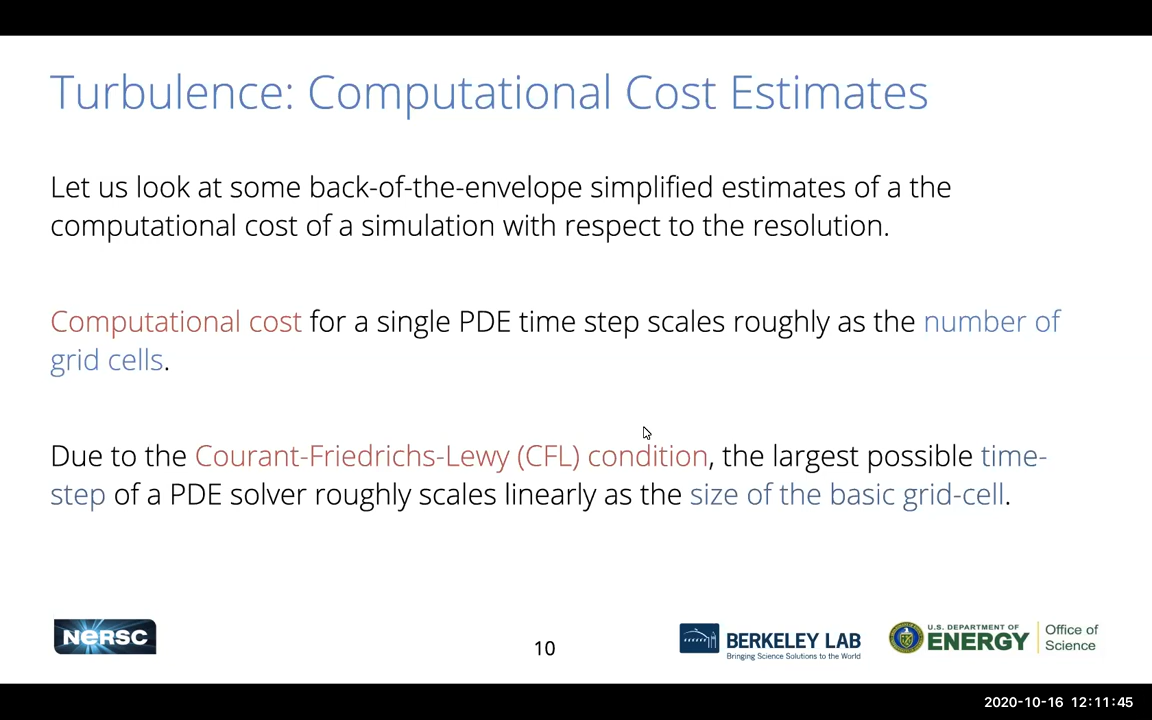 Turbulence: Computational Cost Estimates
Let us look at some back-of-the-envelope simplified estimates of a the
computational cost of a simulation with respect to the resolution.
Computational cost for a single PDE time step scales roughly as the number of
grid cells.
Due to the Courant-Friedrichs-Lewy (CFL) condition, the largest possible time-
step of a PDE solver roughly scales linearly as the size of the basic grid-cell.
NERSC
10
BERKELEY LAB
Bringing Science Solutions to the World
U.S. DEPARTMENT OF
ENERGY
Office of
Science
2020-10-16 12:11:45